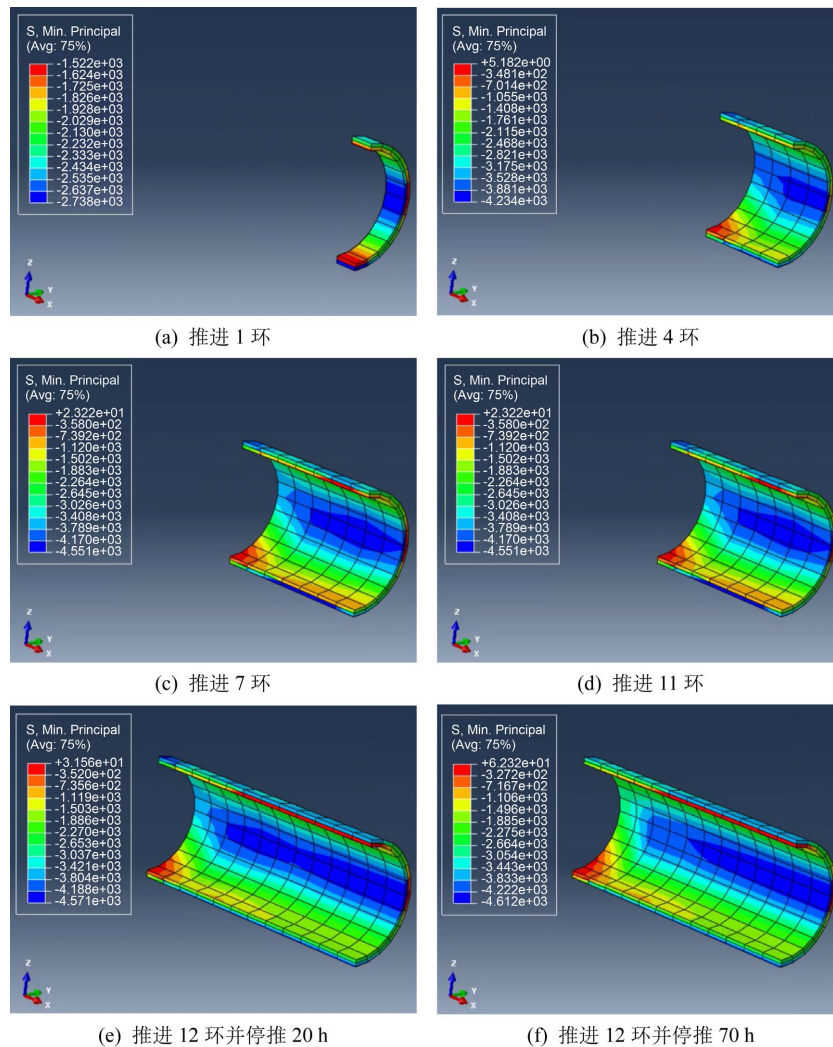 S, Min. Principal
(Avg: 75%)
-1.522e+03
-1.624e+03
-1.725e+03
-1.826e+03
-1.928e+03
-2.029e+03
-2.130e+03
-2.232e+03
-2.333e+03
-2.434e+03
-2.535e+03
-2.637e+03
-2.738e+03
Z
Y
X
(a) 推进 1 环
S, Min. Principal
(Avg: 75%)
+5.182e+00
-3.481e+02
-7.014e+02
-1.055e+03
-1.408e+03
-1.761e+03
-2.115e+03
-2.468e+03
-2.821e+03
-3.175e+03
-3.528e+03
-3.881e+03
-4.234e+03
Z
Y
X
(b) 推进 4 环
S, Min. Principal
(Avg: 75%)
+2.322e+01
-3.580e+02
-7.392e+02
-1.120e+03
-1.502e+03
-1.883e+03
-2.264e+03
-2.645e+03
-3.026e+03
-3.408e+03
-3.789e+03
-4.170e+03
-4.551e+03
Z
Y
X
(c) 推进 7 环
S, Min. Principal
(Avg: 75%)
+2.322e+01
-3.580e+02
-7.392e+02
-1.120e+03
-1.502e+03
-1.883e+03
-2.264e+03
-2.645e+03
-3.026e+03
-3.408e+03
-3.789e+03
-4.170e+03
-4.551e+03
Z
Y
X
(d) 推进 11 环
S, Min. Principal
(Avg: 75%)
+3.156e+01
-3.520e+02
-7.356e+02
-1.119e+03
-1.503e+03
-1.886e+03
-2.270e+03
-2.653e+03
-3.037e+03
-3.421e+03
-3.804e+03
-4.188e+03
-4.571e+03
Z
Y
X
(e) 推进 12 环并停推 20 h
S, Min. Principal
(Avg: 75%)
+6.232e+01
-3.272e+02
-7.167e+02
-1.106e+03
-1.496e+03
-1.885e+03
-2.275e+03
-2.664e+03
-3.054e+03
-3.443e+03
-3.833e+03
-4.222e+03
-4.612e+03
Z
Y
X
(f) 推进 12 环并停推 70 h